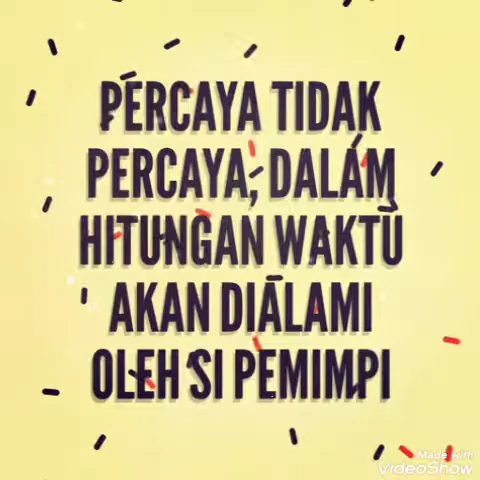 PERCAYA TIDAK
PERCAYA, DALAM
HITUNGAN WAKTU
AKAN DIALAMI
OLEH SI PEMIMPI
Made with
VideoShow